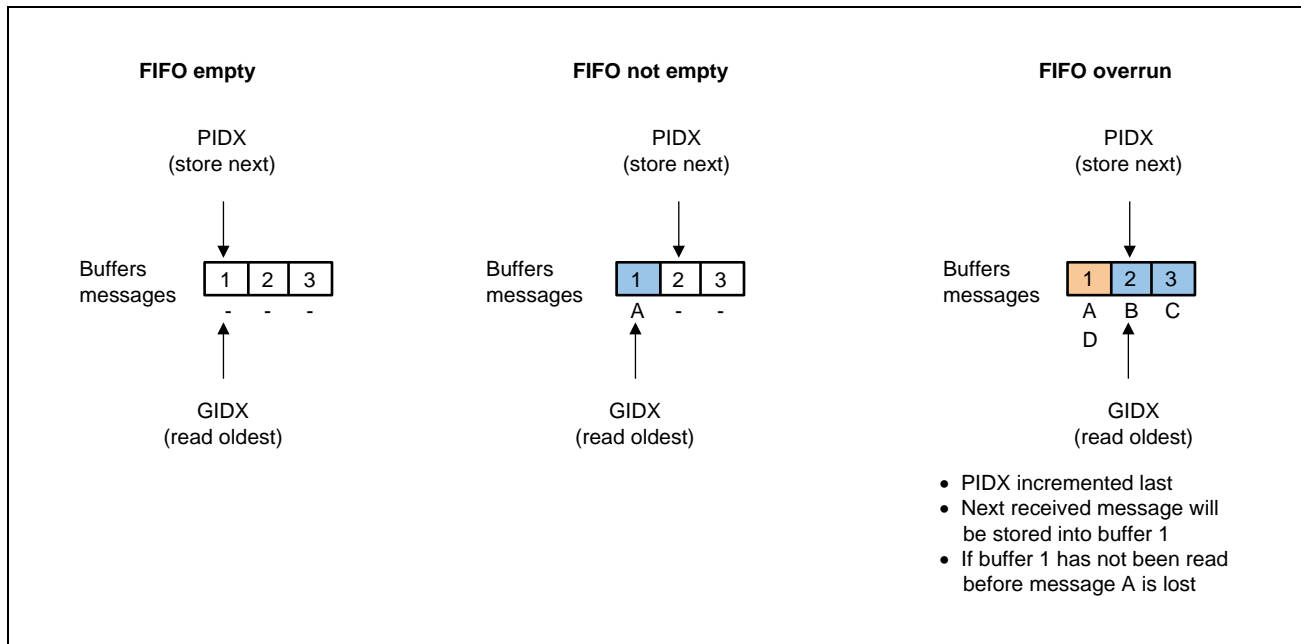 FIFO empty
PIDX
(store next)
Buffers
messages
1 2 3
- - -
GIDX
(read oldest)
FIFO not empty
PIDX
(store next)
Buffers
messages
1 2 3
A - -
GIDX
(read oldest)
FIFO overrun
PIDX
(store next)
Buffers
messages
1 2 3
A B C
D
GIDX
(read oldest)
• PIDX incremented last
• Next received message will
be stored into buffer 1
• If buffer 1 has not been read
before message A is lost